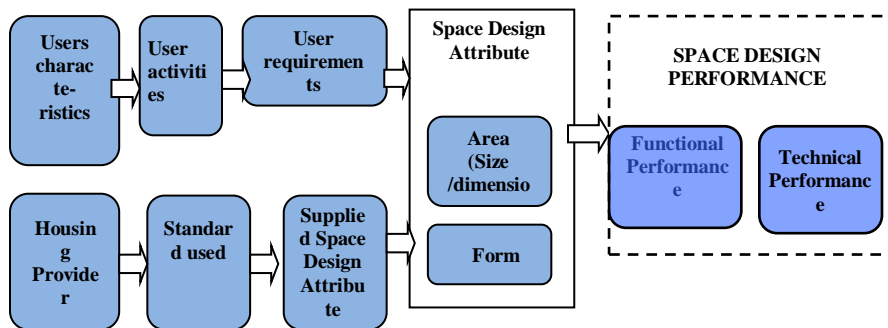 Users
charac
te-
ristics
User
activiti
es
User
requiremen
ts
Space Design
Attribute
Area
(Size
/dimensio
Form
SPACE DESIGN
PERFORMANCE
Functional
Performanc
e
Technical
Performanc
e
Housin
g
Provide
r
Standar
d used
Supplie
d Space
Design
Attribu
te